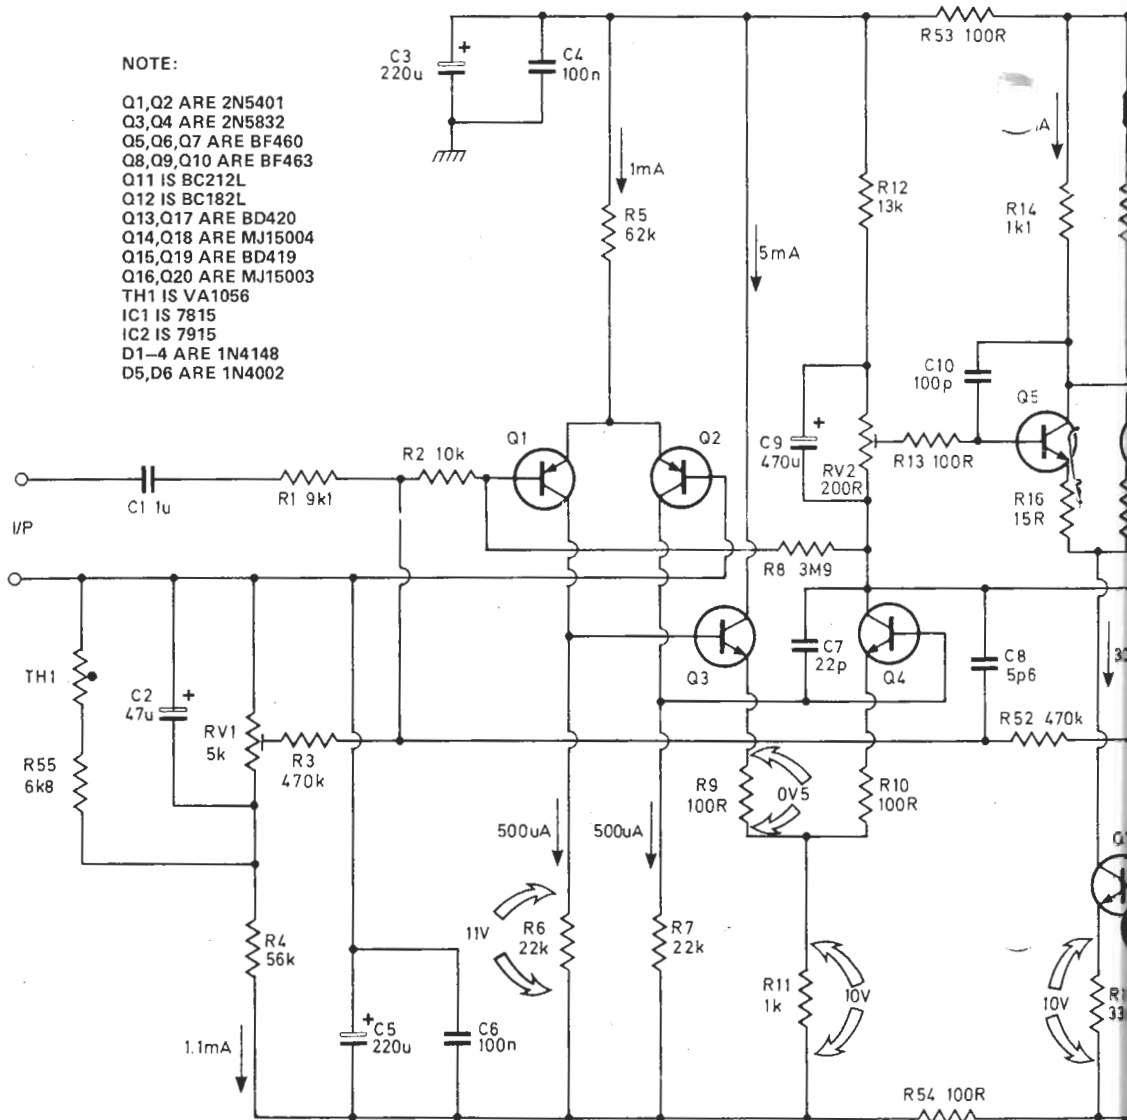 NOTE:
Q1,Q2 ARE 2N5401
Q3,Q4 ARE 2N5832
Q5,Q6,Q7 ARE BF460
Q8,Q9,Q10 ARE BF463
Q11 IS BC212L
Q12 IS BC182L
Q13,Q17 ARE BD420
Q14,Q18 ARE MJ15004
Q15,Q19 ARE BD419
Q16,Q20 ARE MJ15003
TH1 IS VA1056
IC1 IS 7815
IC2 IS 7915
D1–4 ARE 1N4148
D5,D6 ARE 1N4002
C3
220u
+
C4
100n
R53 100R
1mA
R5
62k
5mA
R12
13k
A
R14
1k1
C10
100p
Q5
Q1
Q2
R2 10k
C9
470u
+
RV2
200R
R13 100R
R16
15R
C1 1u
R1 9k1
I/P
R8 3M9
TH1
C2
47u
+
RV1
5k
R3
470k
R55
6k8
Q3
C7
22p
Q4
C8
5p6
R52 470k
R9
100R
0V5
R10
100R
500uA
500uA
11V
R6
22k
R7
22k
R4
56k
R11
1k
10V
10V
1.1mA
+
C5
220u
C6
100n
R54 100R